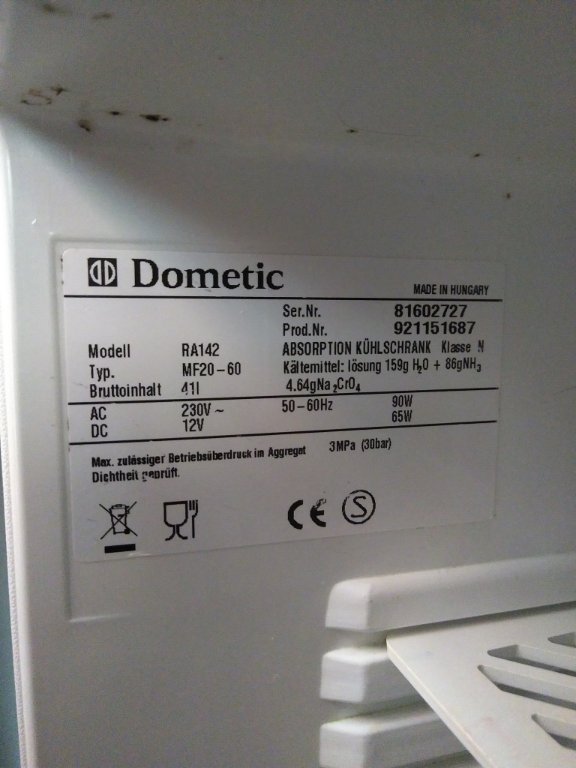 Dometic
MADE IN HUNGARY
Ser.Nr. 81602727
Prod.Nr. 921151687
Modell RA142 ABSORPTION KÜHLSCHRANK Klasse N
Typ. MF20-60 Kältemittel: lösung 159g H₂O + 86gNH₃
Bruttoinhalt 41l 4.64gNa₂CrO₄
AC 230V~ 50-60Hz 90W
DC 12V 65W
Max. zulässiger Betriebsüberdruck im Aggregat 3MPa (30bar)
Dichtheit geprüft.
CE S